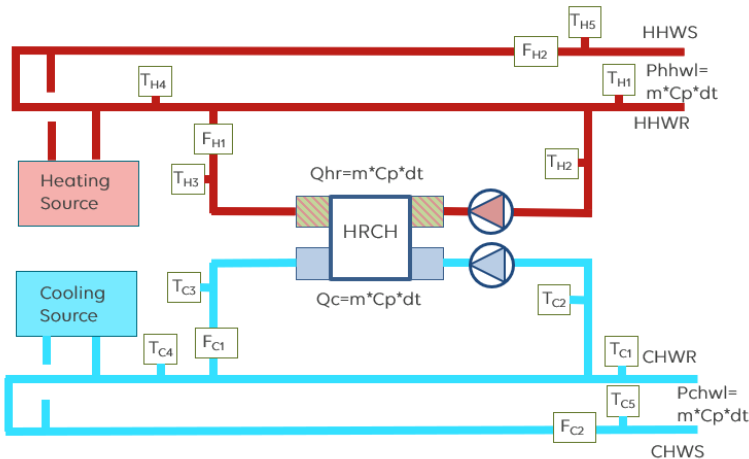 TH5
HHWS
FH2
Phhwl=
m*Cp*dt
TH4
TH1
HHWR
FH1
TH2
TH3
Qhr=m*Cp*dt
Heating
Source
HRCH
Cooling
Source
TC3
Qc=m*Cp*dt
TC2
FC1
TC4
TC1
CHWR
Pchwl=
m*Cp*dt
TC5
FC2
CHWS